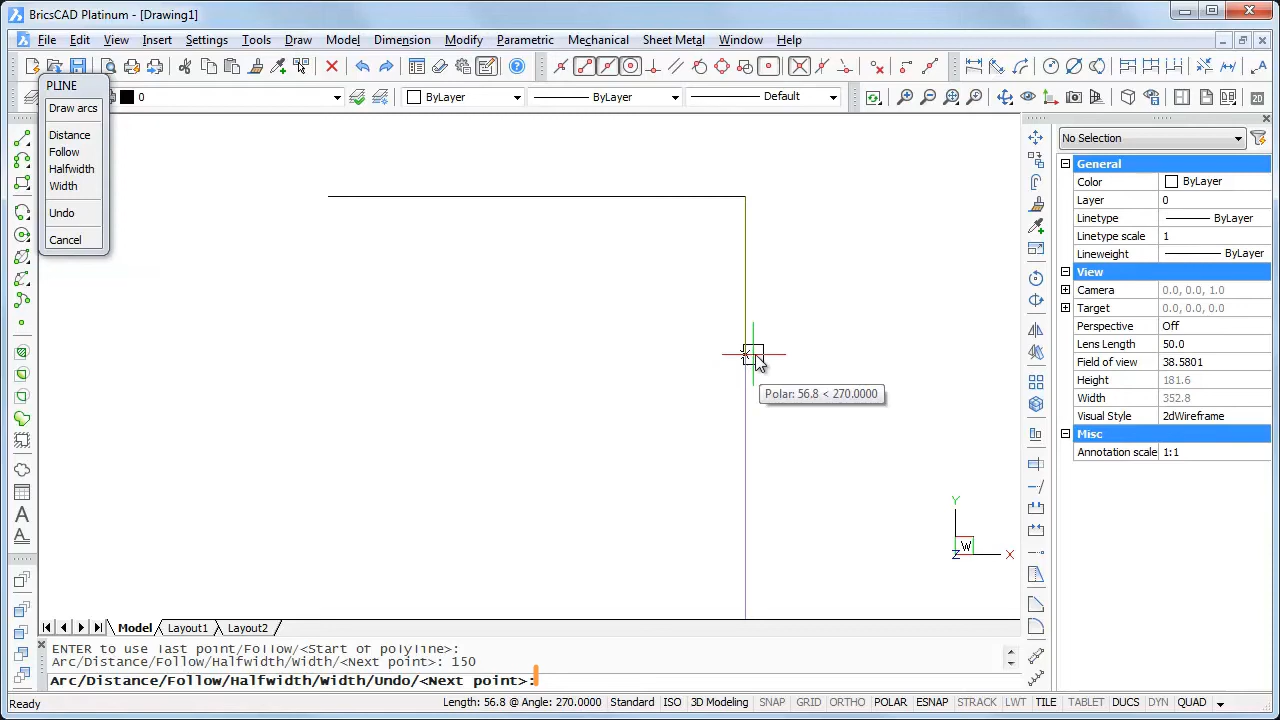 BricsCAD Platinum - [Drawing1]
File Edit View Insert Settings Tools Draw Model Dimension Modify Parametric Mechanical Sheet Metal Window Help
0 ByLayer ByLayer Default 2D
PLINE
Draw arcs
Distance
Follow
Halfwidth
Width
Undo
Cancel
A
A
Polar: 56.8 < 270.0000
Y
W
Z
X
No Selection
General
Color ByLayer
Layer 0
Linetype ByLayer
Linetype scale 1
Lineweight ByLayer
View
Camera 0.0, 0.0, 1.0
Target 0.0, 0.0, 0.0
Perspective Off
Lens Length 50.0
Field of view 38.5801
Height 181.6
Width 352.8
Visual Style 2dWireframe
Misc
Annotation scale 1:1
Model Layout1 Layout2
ENTER to use last point/Follow/<Start of polyline>:
Arc/Distance/Follow/Halfwidth/Width/<Next point>: 150
Arc/Distance/Follow/Halfwidth/Width/Undo/<Next point>:
Ready Length: 56.8 @ Angle: 270.0000 Standard ISO 3D Modeling SNAP GRID ORTHO POLAR ESNAP STRACK LWT TILE TABLET DUCS DYN QUAD